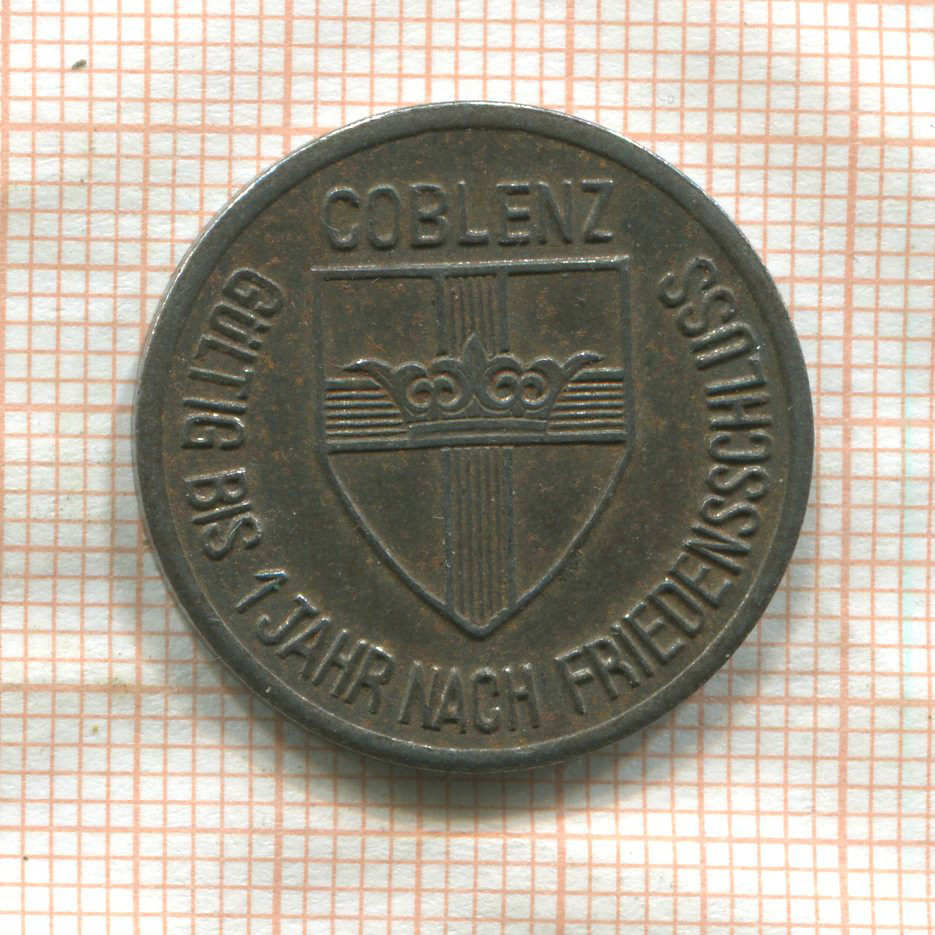 COBLENZ
GÜLTIG BIS 1 JAHR NACH FRIEDENSSCHLUSS